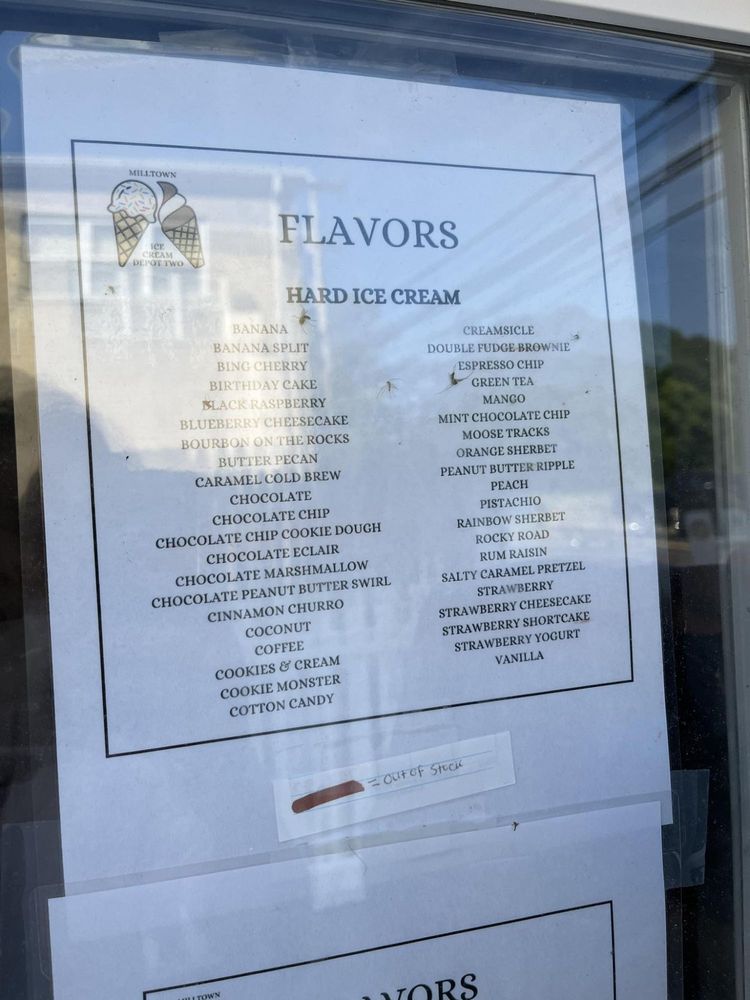 MILLTOWN
ICE
CREAM
DEPOT TWO
FLAVORS
HARD ICE CREAM
BANANA
BANANA SPLIT
BING CHERRY
BIRTHDAY CAKE
BLACK RASPBERRY
BLUEBERRY CHEESECAKE
BOURBON ON THE ROCKS
BUTTER PECAN
CARAMEL COLD BREW
CHOCOLATE
CHOCOLATE CHIP
CHOCOLATE CHIP COOKIE DOUGH
CHOCOLATE ECLAIR
CHOCOLATE MARSHMALLOW
CHOCOLATE PEANUT BUTTER SWIRL
CINNAMON CHURRO
COCONUT
COFFEE
COOKIES & CREAM
COOKIE MONSTER
COTTON CANDY
CREAMSICLE
DOUBLE FUDGE BROWNIE
ESPRESSO CHIP
GREEN TEA
MANGO
MINT CHOCOLATE CHIP
MOOSE TRACKS
ORANGE SHERBET
PEANUT BUTTER RIPPLE
PEACH
PISTACHIO
RAINBOW SHERBET
ROCKY ROAD
RUM RAISIN
SALTY CARAMEL PRETZEL
STRAWBERRY
STRAWBERRY CHEESECAKE
STRAWBERRY SHORTCAKE
STRAWBERRY YOGURT
VANILLA
= OUT OF STOCK
MILLTOWN